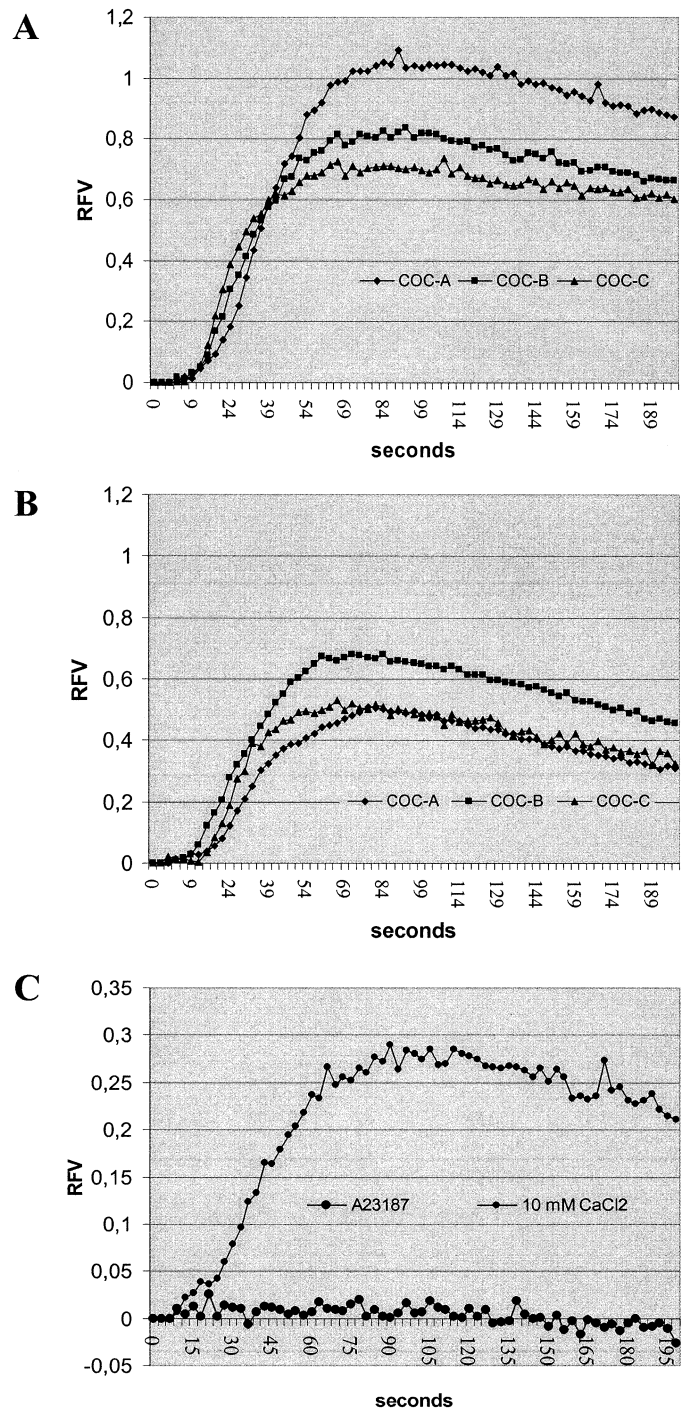 A
1,2
1
0,8
0,6
0,4
0,2
0
RFV
COC-A COC-B COC-C
0 9 24 39 54 69 84 99 114 129 144 159 174 189
seconds
B
1,2
1
0,8
0,6
0,4
0,2
0
RFV
COC-A COC-B COC-C
0 9 24 39 54 69 84 99 114 129 144 159 174 189
seconds
C
0,35
0,3
0,25
0,2
0,15
0,1
0,05
0
-0,05
RFV
A23187 10 mM CaCl2
0 15 30 45 60 75 90 105 120 135 150 165 180 195
seconds